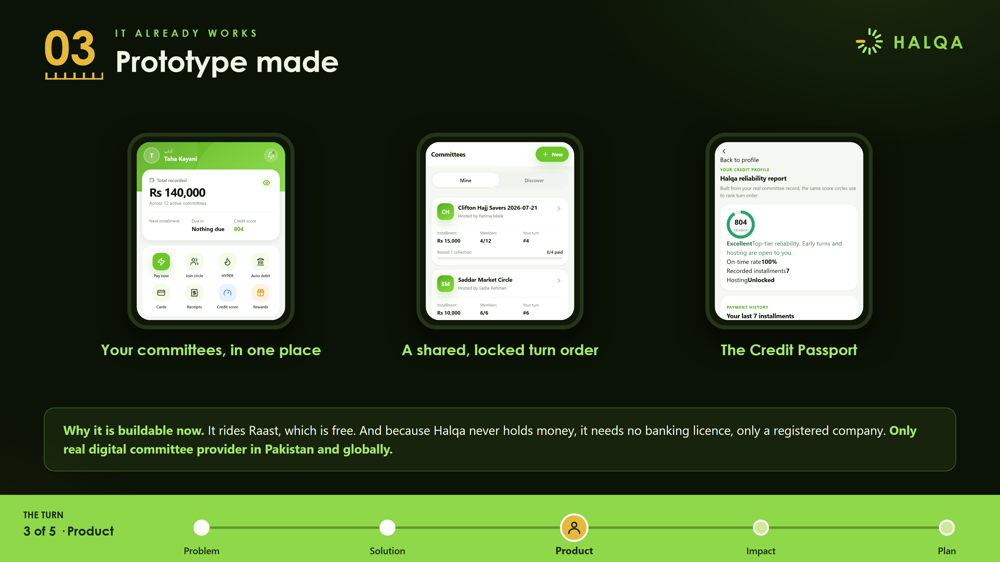 03
IT ALREADY WORKS
Prototype made
HALQA
T
آداب
Taha Kayani
Total recorded
Rs 140,000
Across 12 active committees
Next installment
Due in
Nothing due
Credit score
804
Pay now
Join circle
HYPER
Auto debit
Cards
Receipts
Credit score
Rewards
Your committees, in one place
Committees
New
Mine
Discover
CH
Clifton Hajj Savers 2026-07-21
Hosted by Fatima Malik
Installment
Rs 15,000
Members
4/12
Your turn
#4
Round 1 collection
0/4 paid
SM
Saddar Market Circle
Hosted by Sadia Rehman
Installment
Rs 10,000
Members
6/6
Your turn
#6
A shared, locked turn order
Back to profile
YOUR CREDIT PROFILE
Halqa reliability report
Built from your real committee record, the same score circles use
to rank turn order.
804
Excellent
ExcellentTop-tier reliability. Early turns and
hosting are open to you.
On-time rate100%
Recorded installments7
HostingUnlocked
PAYMENT HISTORY
Your last 7 installments
The Credit Passport
Why it is buildable now. It rides Raast, which is free. And because Halqa never holds money, it needs no banking licence, only a registered company. Only
real digital committee provider in Pakistan and globally.
THE TURN
3 of 5 · Product
Problem
Solution
Product
Impact
Plan